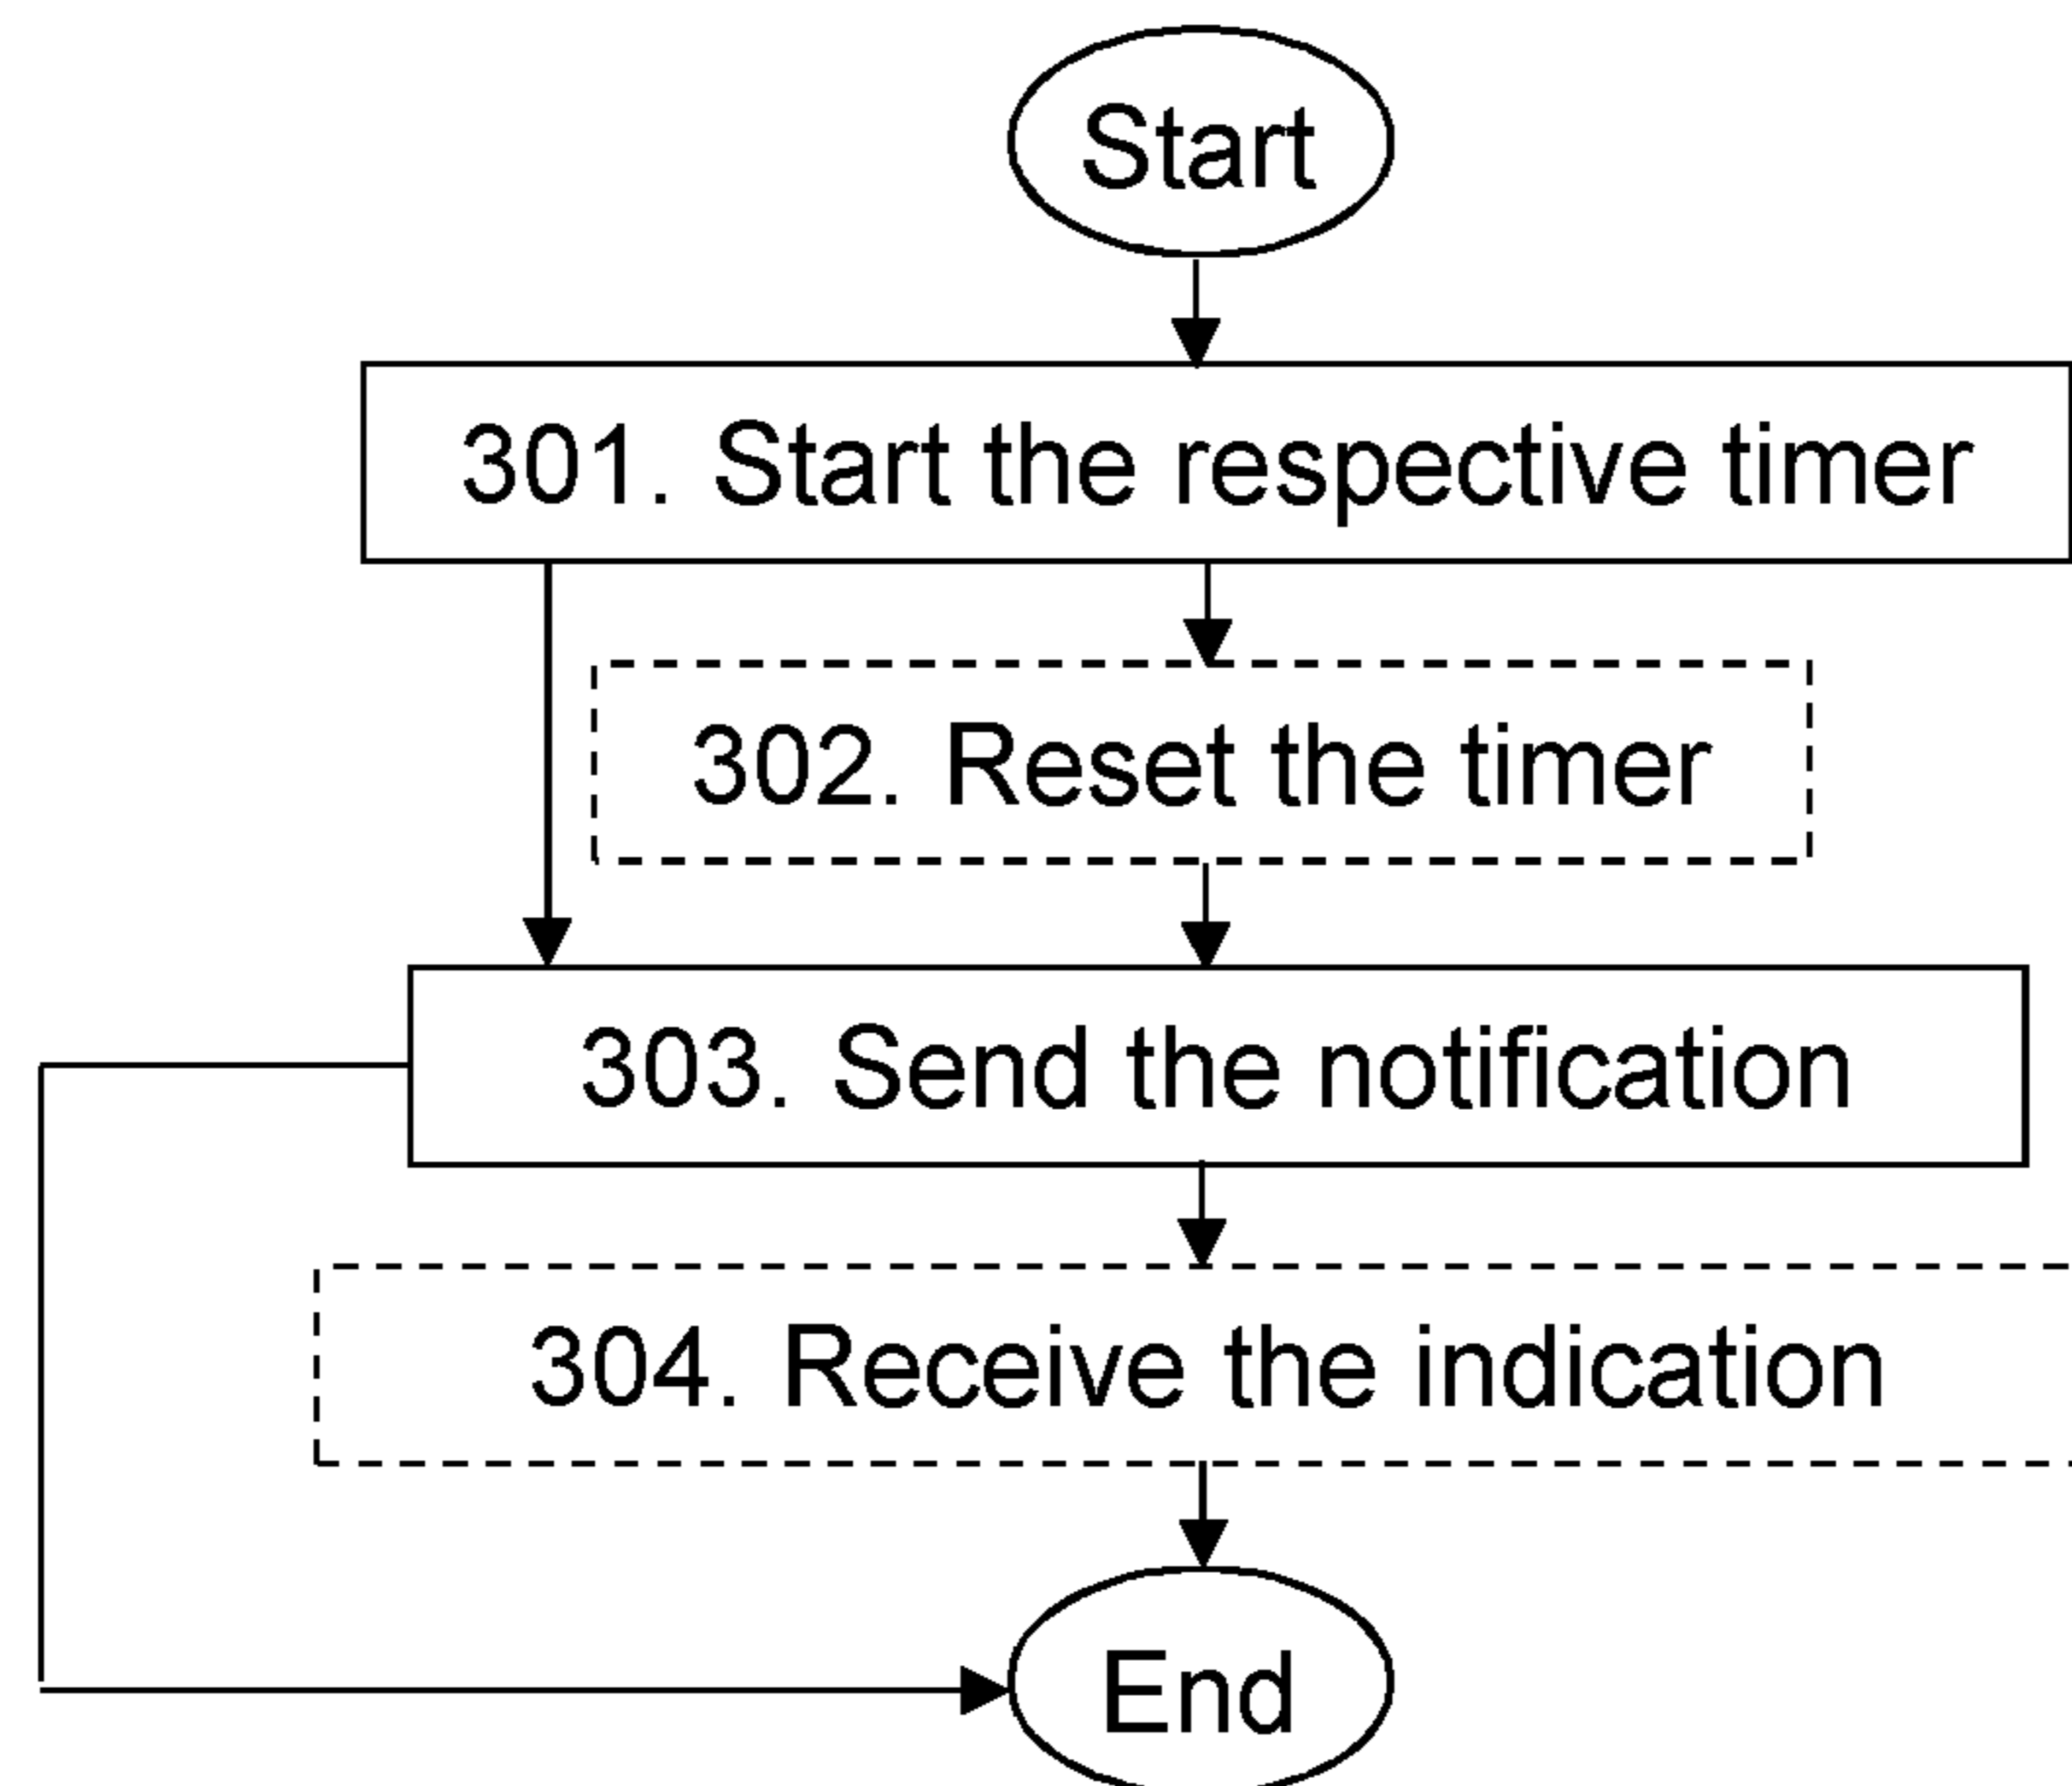 Start
301. Start the respective timer
302. Reset the timer
303. Send the notification
304. Receive the indication
End